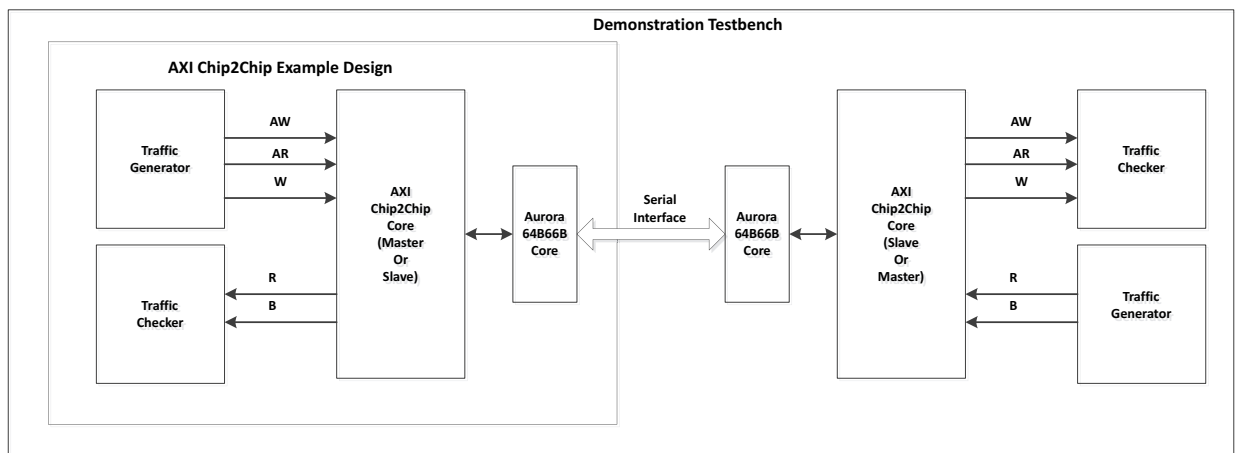 Demonstration Testbench
AXI Chip2Chip Example Design
Traffic
Generator
AW
AR
W
AXI
Chip2Chip
Core
(Master
Or
Slave)
Traffic
Checker
R
B
Aurora
64B66B
Core
Serial
Interface
Aurora
64B66B
Core
AXI
Chip2Chip
Core
(Slave
Or
Master)
AW
AR
W
Traffic
Checker
R
B
Traffic
Generator